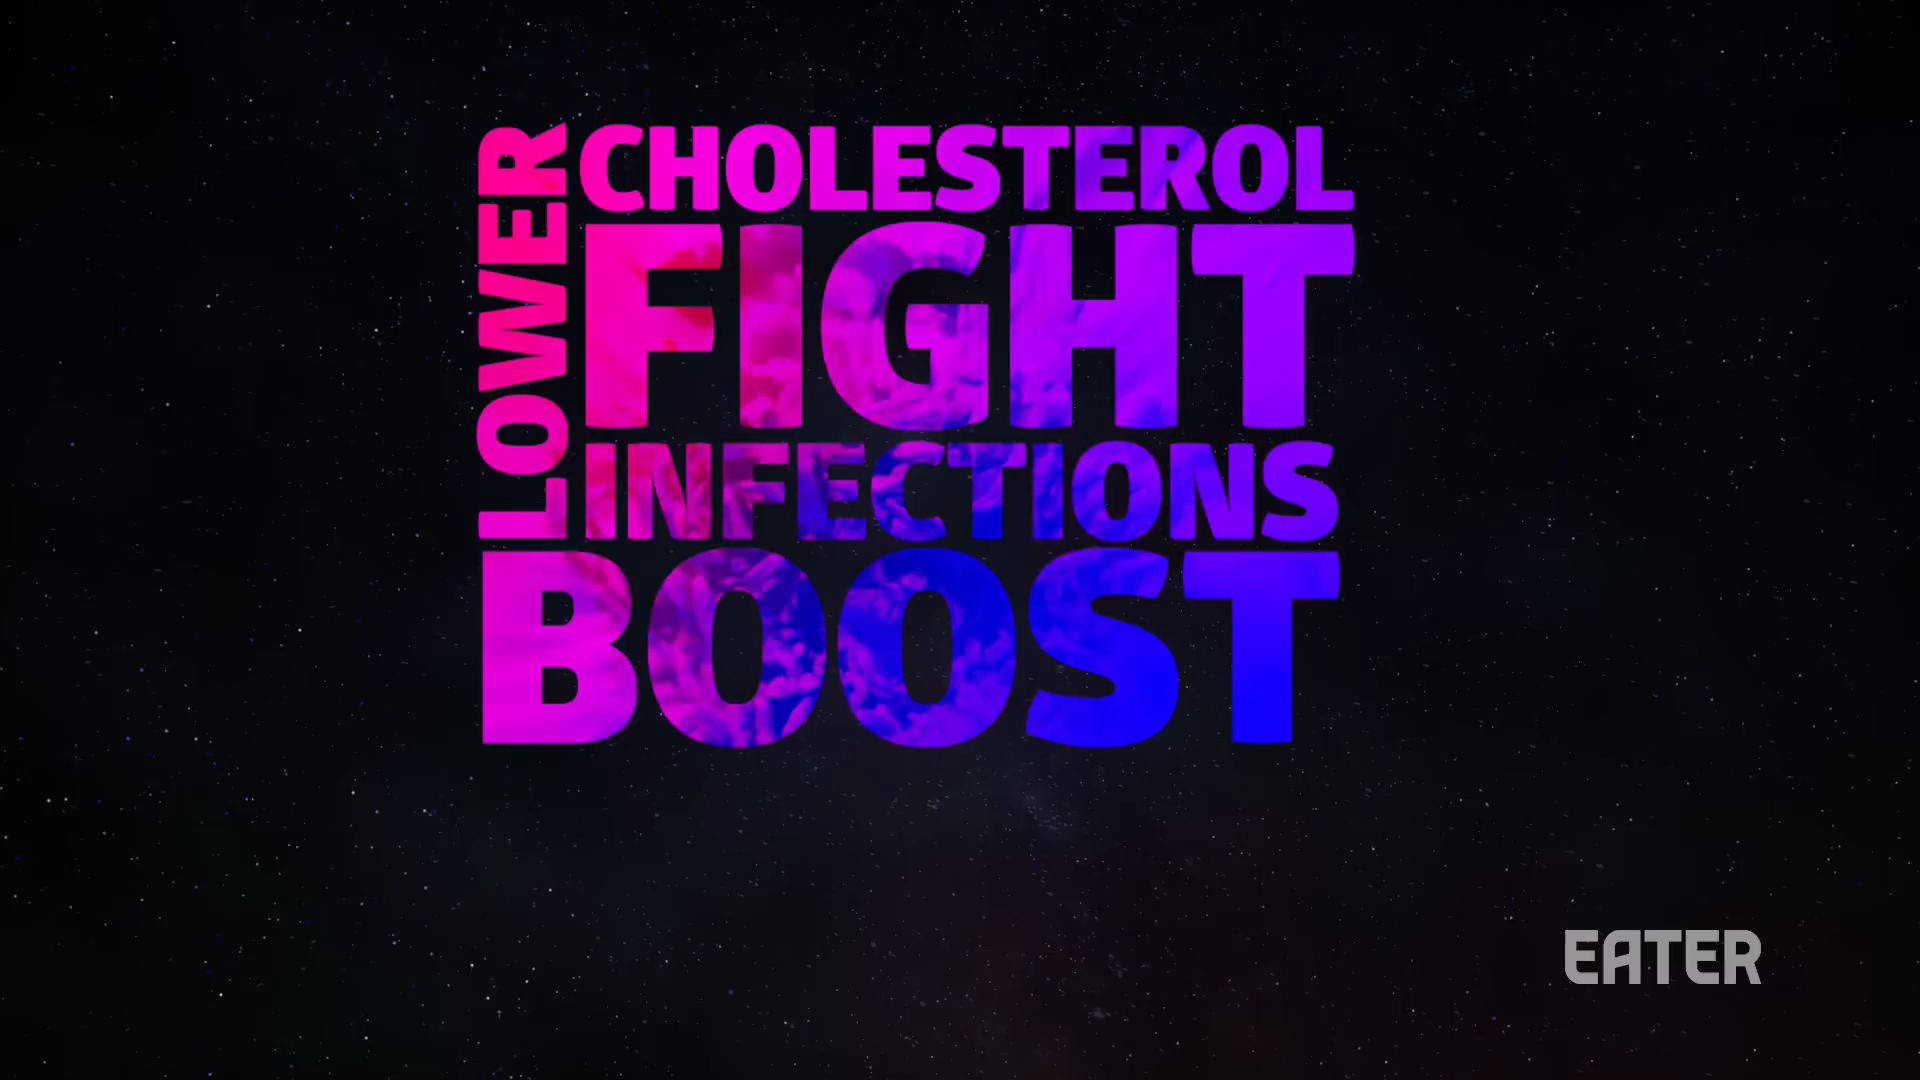 LOWER
CHOLESTEROL
FIGHT
INFECTIONS
BOOST
EATER